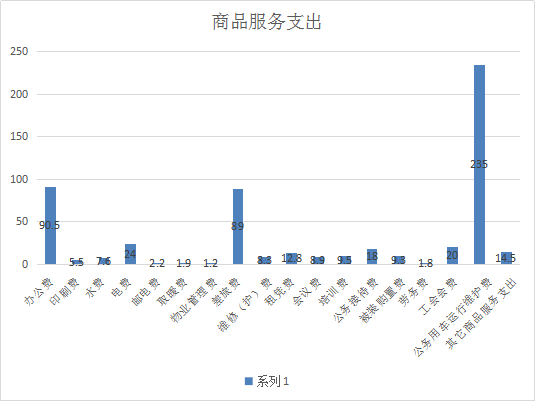 商品服务支出
250
200
150
100
50
0
90.5
5.5
7.6
24
2.2
1.9
1.2
89
8.3
12.8
8.9
9.5
18
9.3
1.8
20
235
14.5
办公费
印刷费
水费
电费
邮电费
取暖费
物业管理费
差旅费
维修（护）费
租赁费
会议费
培训费
公务接待费
被装购置费
劳务费
工会会费
公务用车运行维护费
其它商品服务支出
系列1